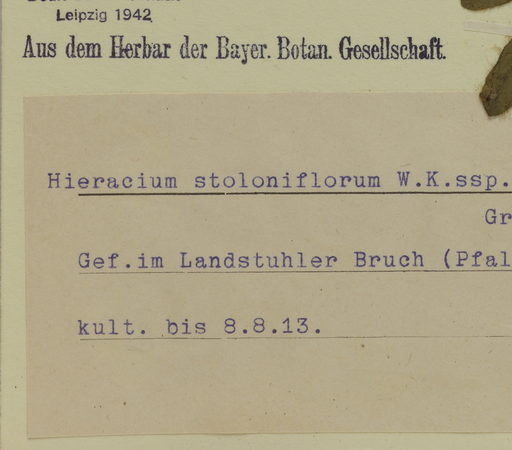 Leipzig 1942
Aus dem Herbar der Bayer. Botan. Gesellschaft.
Hieracium stoloniflorum W.K.ssp.
Gr
Gef.im Landstuhler Bruch (Pfal
kult. bis 8.8.13.